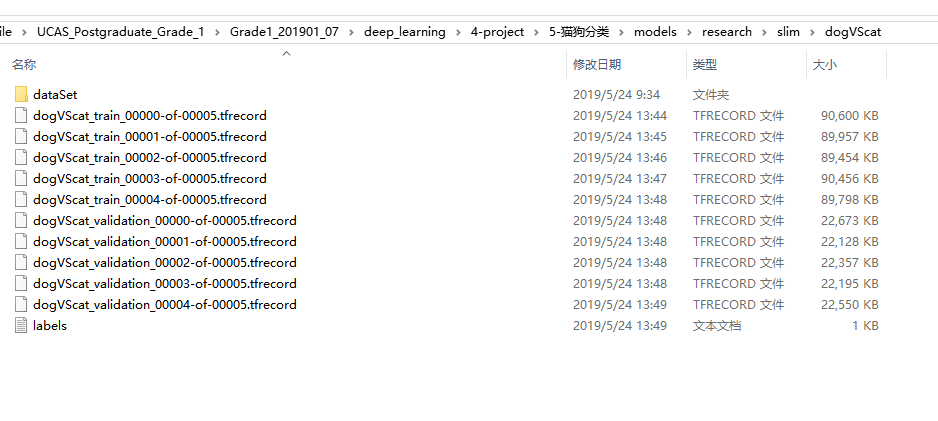 ile > UCAS_Postgraduate_Grade_1 > Grade1_201901_07 > deep_learning > 4-project > 5-猫狗分类 > models > research > slim > dogVScat
名称 修改日期 类型 大小
dataSet 2019/5/24 9:34 文件夹
dogVScat_train_00000-of-00005.tfrecord 2019/5/24 13:44 TFRECORD 文件 90,600 KB
dogVScat_train_00001-of-00005.tfrecord 2019/5/24 13:45 TFRECORD 文件 89,957 KB
dogVScat_train_00002-of-00005.tfrecord 2019/5/24 13:46 TFRECORD 文件 89,454 KB
dogVScat_train_00003-of-00005.tfrecord 2019/5/24 13:47 TFRECORD 文件 90,456 KB
dogVScat_train_00004-of-00005.tfrecord 2019/5/24 13:48 TFRECORD 文件 89,798 KB
dogVScat_validation_00000-of-00005.tfrecord 2019/5/24 13:48 TFRECORD 文件 22,673 KB
dogVScat_validation_00001-of-00005.tfrecord 2019/5/24 13:48 TFRECORD 文件 22,128 KB
dogVScat_validation_00002-of-00005.tfrecord 2019/5/24 13:48 TFRECORD 文件 22,357 KB
dogVScat_validation_00003-of-00005.tfrecord 2019/5/24 13:48 TFRECORD 文件 22,195 KB
dogVScat_validation_00004-of-00005.tfrecord 2019/5/24 13:49 TFRECORD 文件 22,550 KB
labels 2019/5/24 13:49 文本文档 1 KB